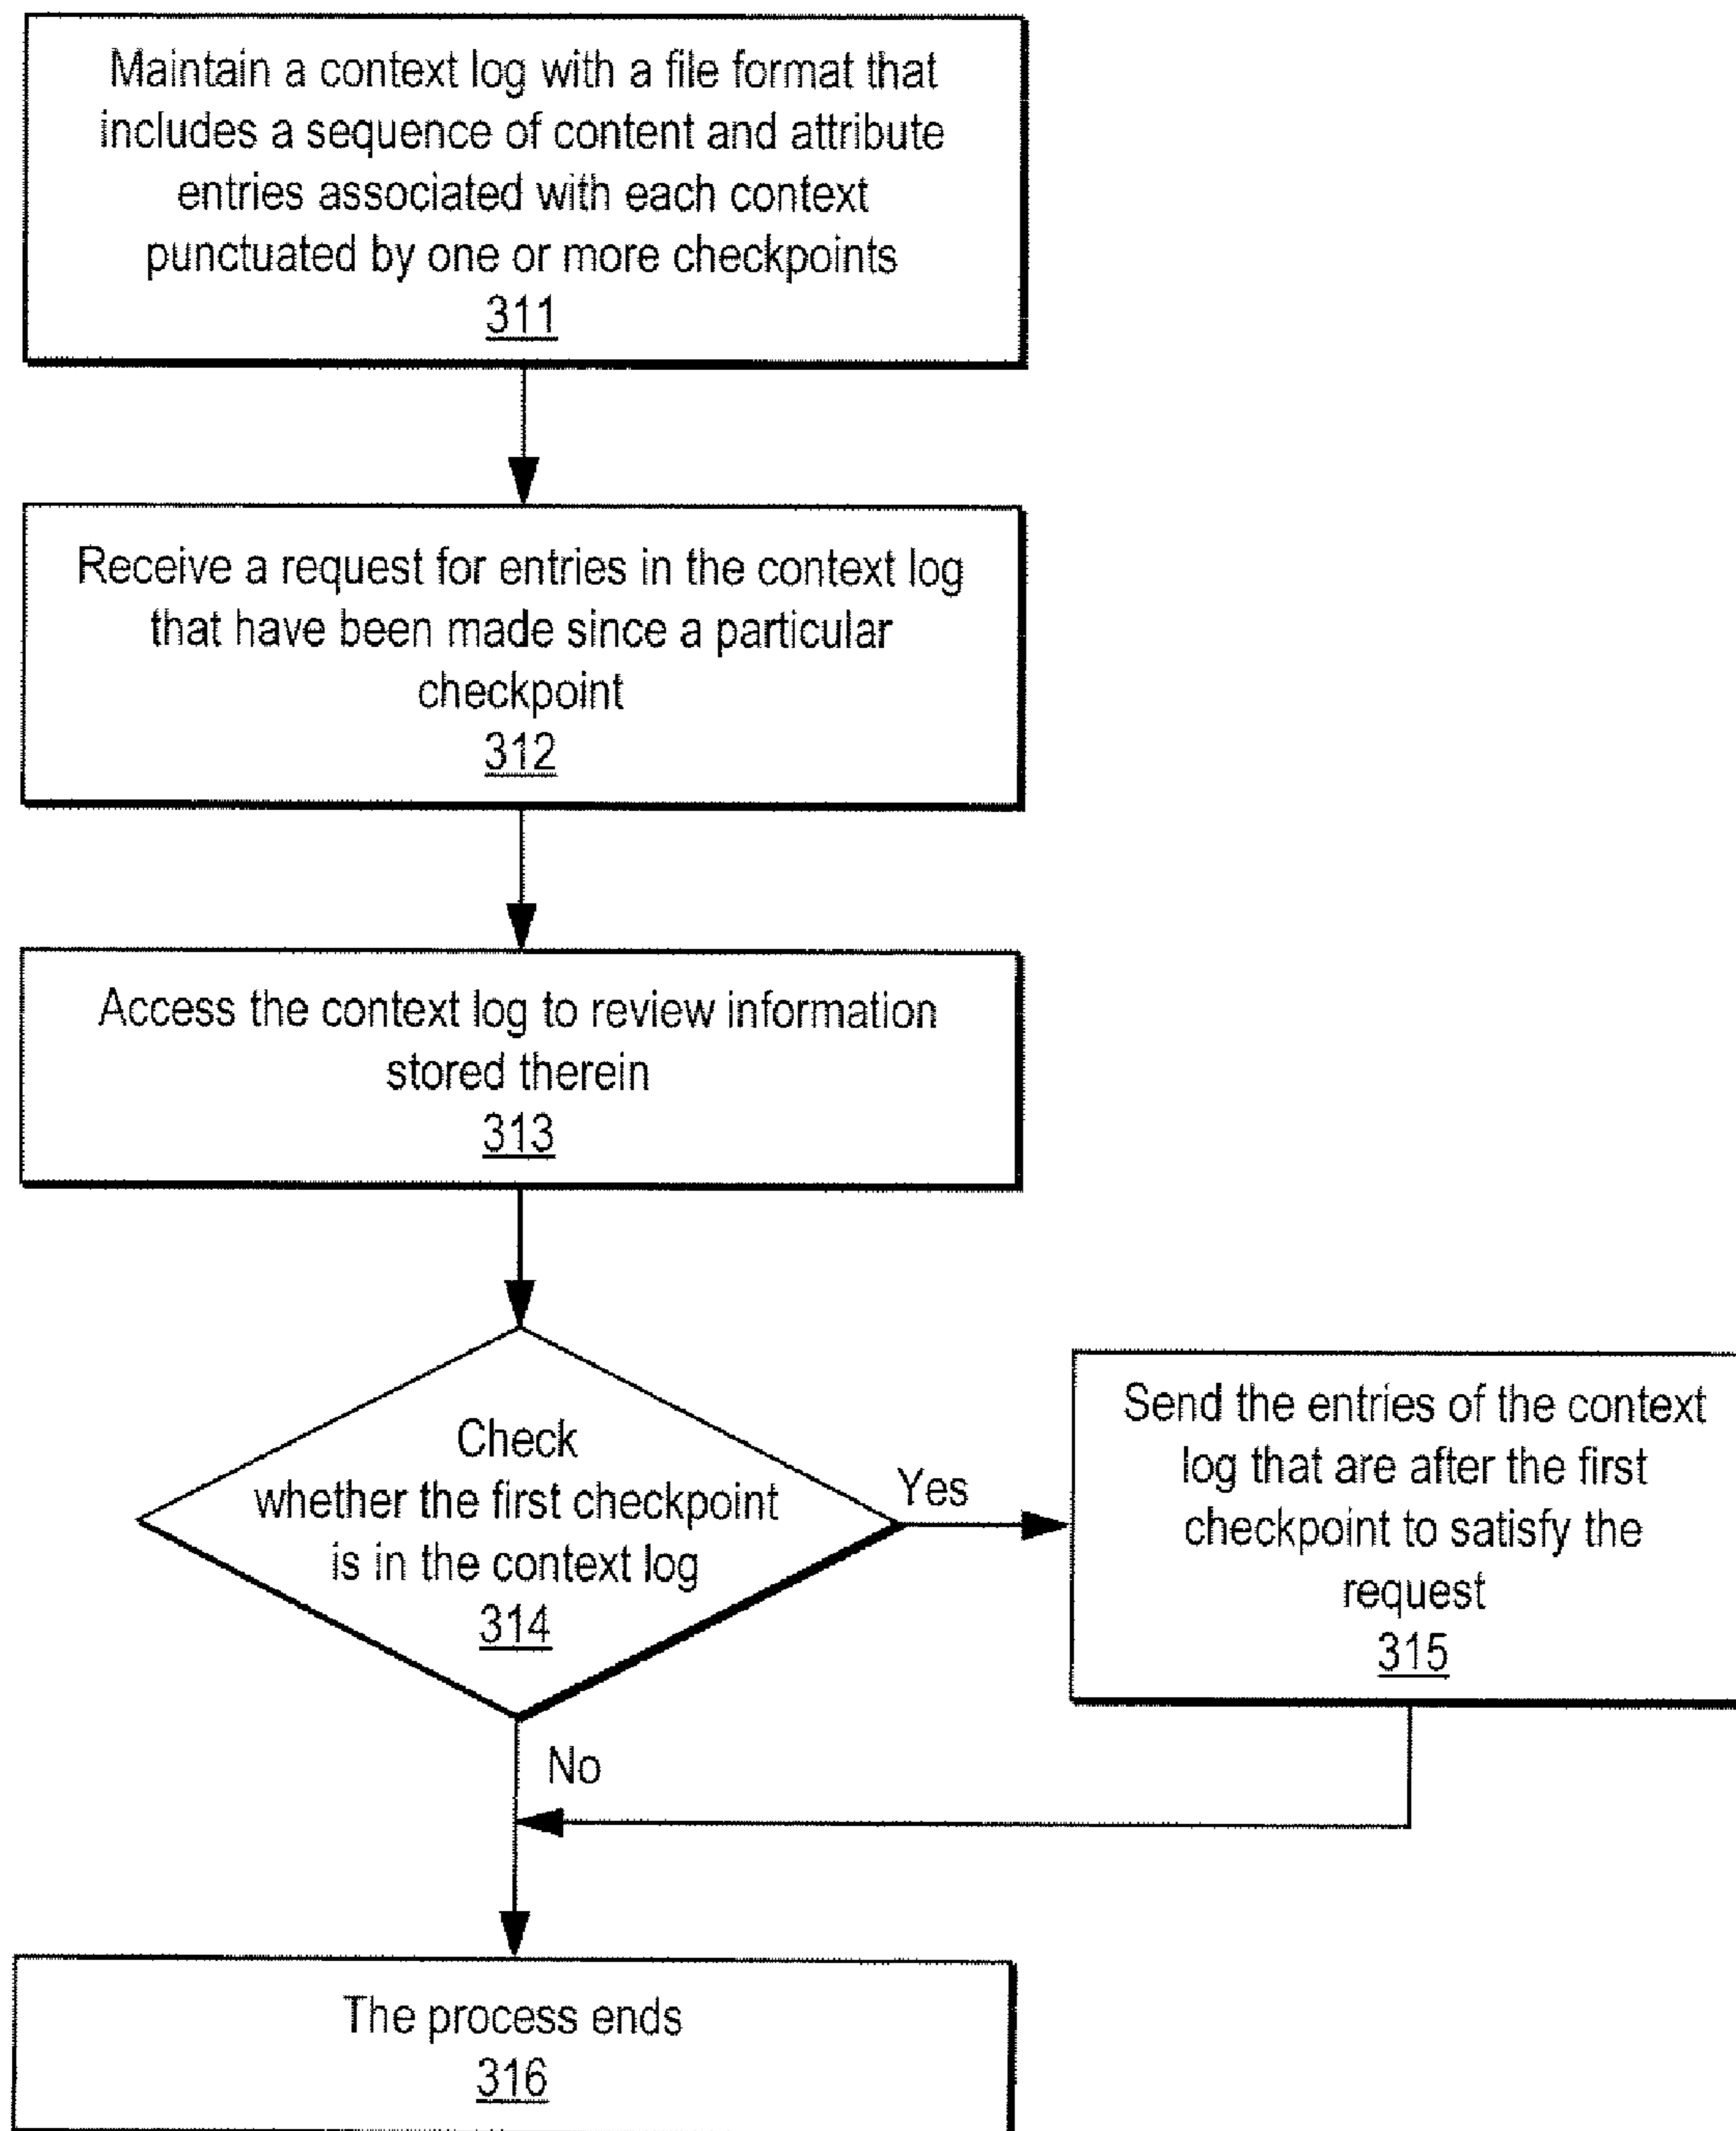 Maintain a context log with a file format that
includes a sequence of content and attribute
entries associated with each context
punctuated by one or more checkpoints
311
Receive a request for entries in the context log
that have been made since a particular
checkpoint
312
Access the context log to review information
stored therein
313
Check
whether the first checkpoint
is in the context log
314
Yes
Send the entries of the context
log that are after the first
checkpoint to satisfy the
request
315
No
The process ends
316